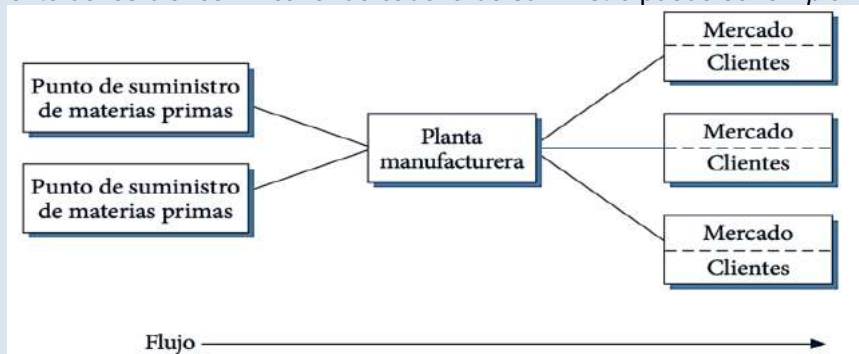 Punto de suministro
de materias primas
Punto de suministro
de materias primas
Planta
manufacturera
Mercado
Clientes
Mercado
Clientes
Mercado
Clientes
Flujo